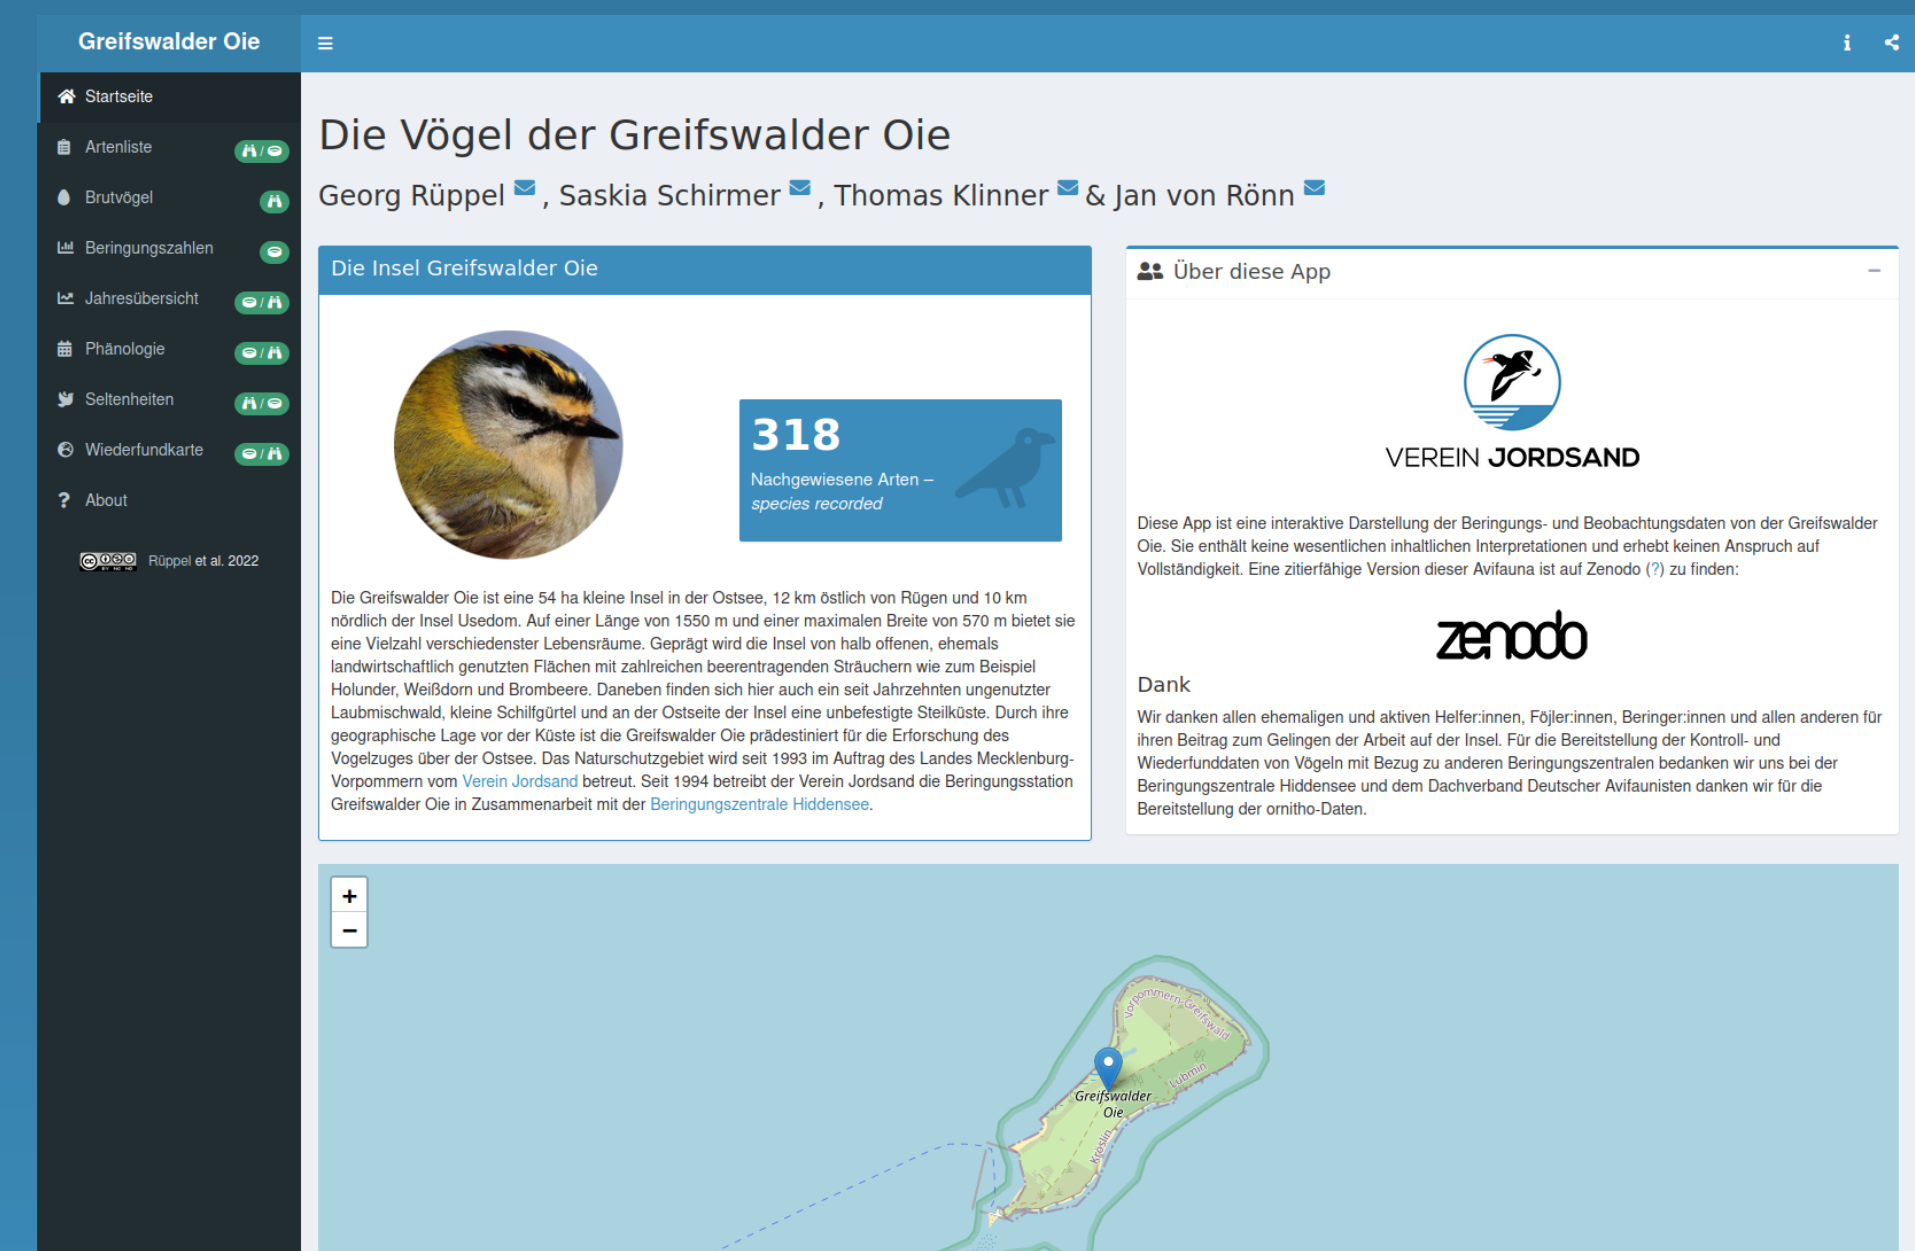 Greifswalder Oie
Startseite
Artenliste
Brutvögel
Beringungszahlen
Jahresübersicht
Phänologie
Seltenheiten
Wiederfundkarte
About
Rüppel et al. 2022
Die Vögel der Greifswalder Oie
Georg Rüppel , Saskia Schirmer , Thomas Klinner & Jan von Rönn
Die Insel Greifswalder Oie
318
Nachgewiesene Arten –
species recorded
Die Greifswalder Oie ist eine 54 ha kleine Insel in der Ostsee, 12 km östlich von Rügen und 10 km
nördlich der Insel Usedom. Auf einer Länge von 1550 m und einer maximalen Breite von 570 m bietet sie
eine Vielzahl verschiedenster Lebensräume. Geprägt wird die Insel von halb offenen, ehemals
landwirtschaftlich genutzten Flächen mit zahlreichen beerentragenden Sträuchern wie zum Beispiel
Holunder, Weißdorn und Brombeere. Daneben finden sich hier auch ein seit Jahrzehnten ungenutzter
Laubmischwald, kleine Schilfgürtel und an der Ostseite der Insel eine unbefestigte Steilküste. Durch ihre
geographische Lage vor der Küste ist die Greifswalder Oie prädestiniert für die Erforschung des
Vogelzuges über der Ostsee. Das Naturschutzgebiet wird seit 1993 im Auftrag des Landes Mecklenburg-
Vorpommern vom Verein Jordsand betreut. Seit 1994 betreibt der Verein Jordsand die Beringungsstation
Greifswalder Oie in Zusammenarbeit mit der Beringungszentrale Hiddensee.
Über diese App
VEREIN JORDSAND
Diese App ist eine interaktive Darstellung der Beringungs- und Beobachtungsdaten von der Greifswalder
Oie. Sie enthält keine wesentlichen inhaltlichen Interpretationen und erhebt keinen Anspruch auf
Vollständigkeit. Eine zitierfähige Version dieser Avifauna ist auf Zenodo (?) zu finden:
zenodo
Dank
Wir danken allen ehemaligen und aktiven Helfer:innen, Föjler:innen, Beringer:innen und allen anderen für
ihren Beitrag zum Gelingen der Arbeit auf der Insel. Für die Bereitstellung der Kontroll- und
Wiederfunddaten von Vögeln mit Bezug zu anderen Beringungszentralen bedanken wir uns bei der
Beringungszentrale Hiddensee und dem Dachverband Deutscher Avifaunisten danken wir für die
Bereitstellung der ornitho-Daten.
+
−
Vorpommern-Greifswald
Lubmin
Greifswalder
Oie
Kröslin